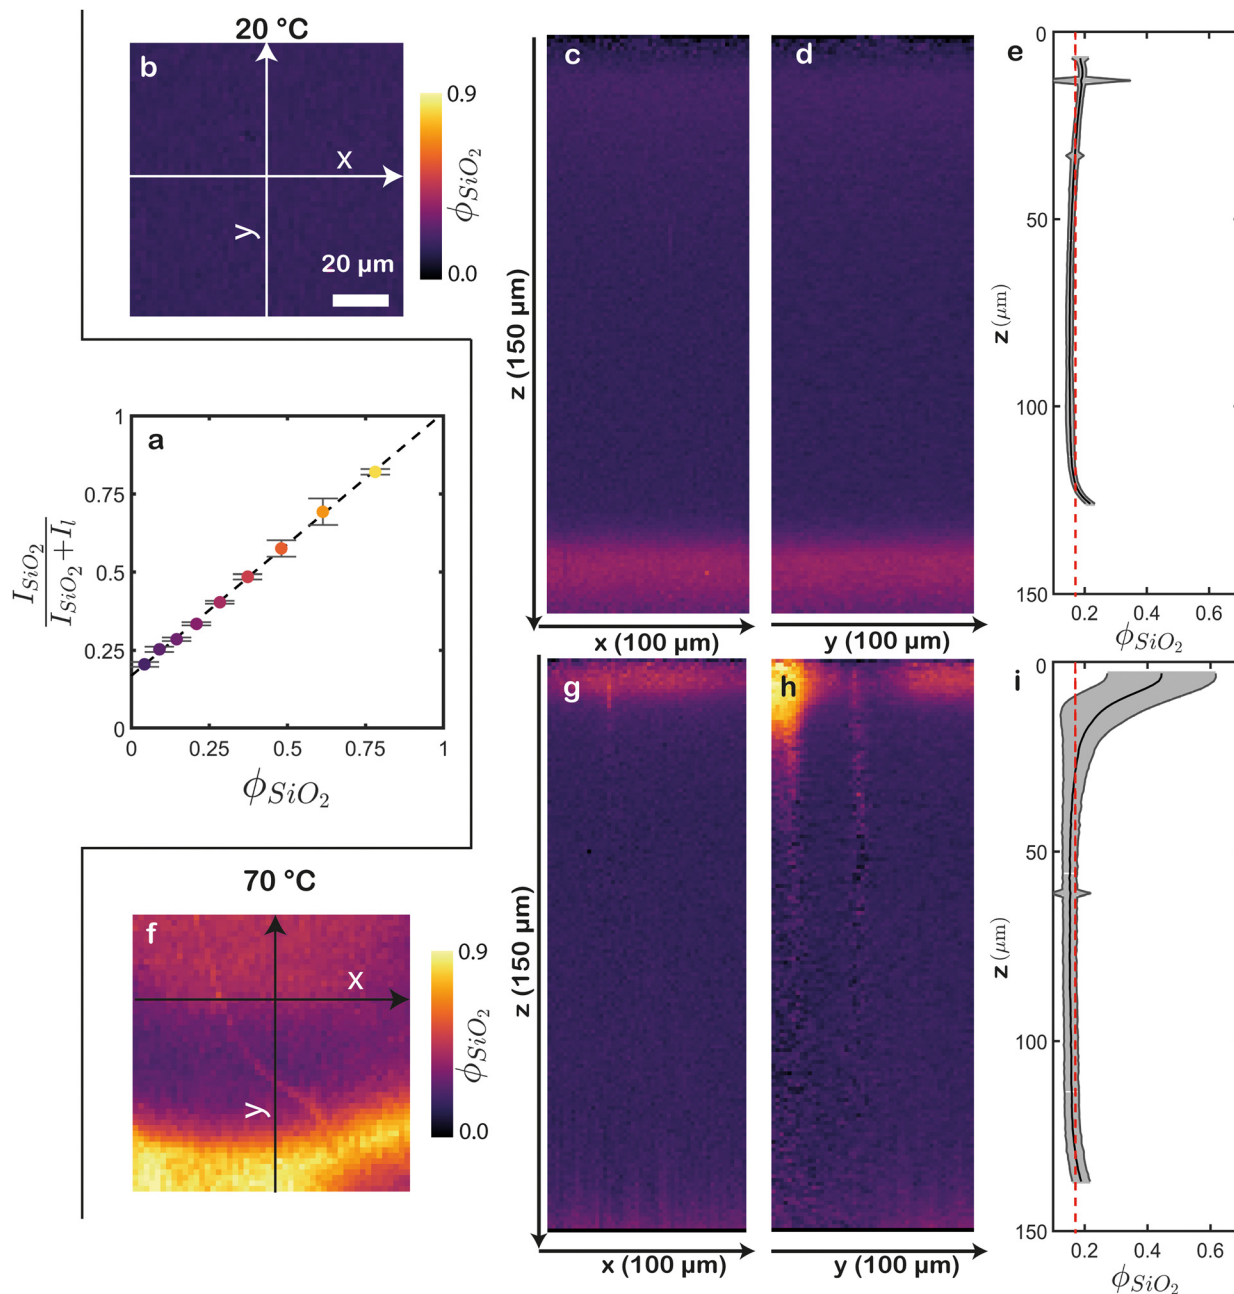 20 °C
b
x
y
20 μm
0.9
ϕSiO2
0.0
a
ISiO2
ISiO2 + Il
1
0.75
0.5
0.25
0
0 0.25 0.5 0.75 1
ϕSiO2
70 °C
f
x
y
0.9
ϕSiO2
0.0
c
d
z (150 μm)
x (100 μm)
y (100 μm)
e
0
50
100
150
z (μm)
0.2 0.4 0.6
ϕSiO2
g
h
z (150 μm)
x (100 μm)
y (100 μm)
i
0
50
100
150
z (μm)
0.2 0.4 0.6
ϕSiO2